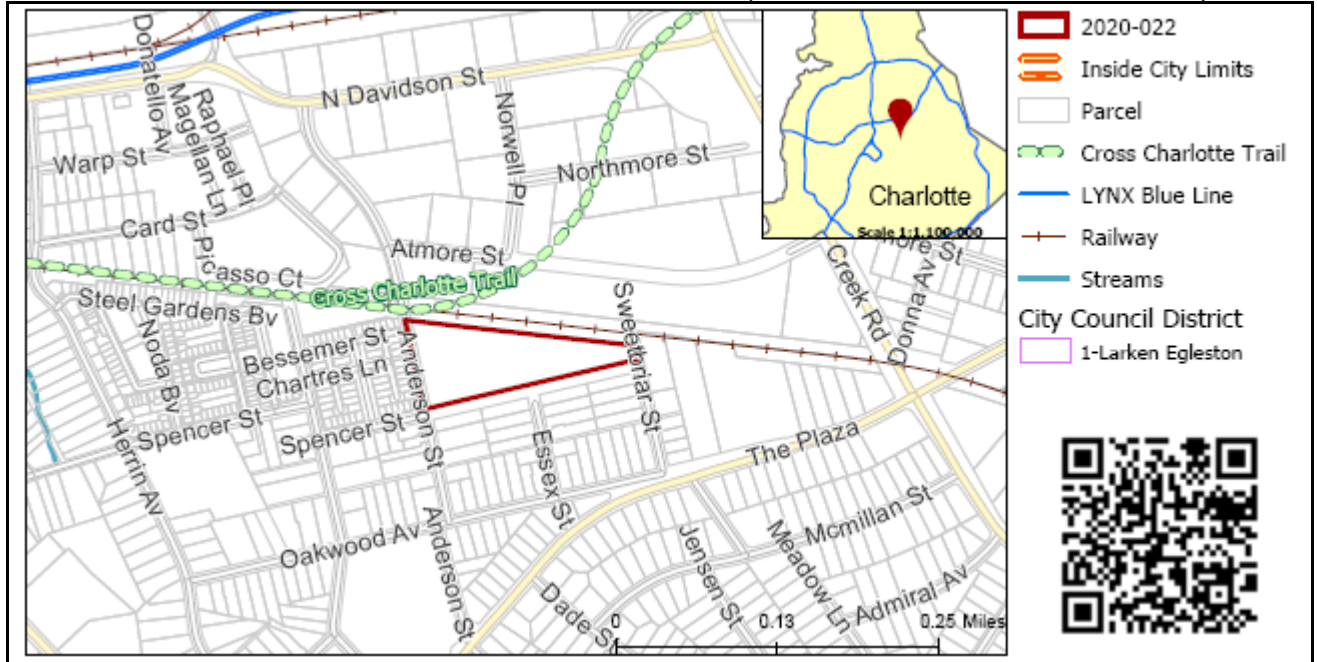 Donatello Av
Magellan Ln
Raphael Pl
N Davidson St
Norwell Pl
Warp St
Northmore St
Card St
Picasso Ct
Atmore St
Cross Charlotte Trail
Steel Gardens Bv
Noda Bv
Bessemer St
Chartres Ln
Anderson St
Sweetbriar St
Creek Rd
Donna Av
Spencer St
Spencer St
Herrin Av
Essex St
The Plaza
Oakwood Av
Anderson St
Jensen St
Meadow Ln
Mcmillan St
Admiral Av
Dade St
0 0.13 0.25 Miles
Charlotte
Scale 1:1,100,000
2020-022
Inside City Limits
Parcel
Cross Charlotte Trail
LYNX Blue Line
Railway
Streams
City Council District
1-Larken Egleston